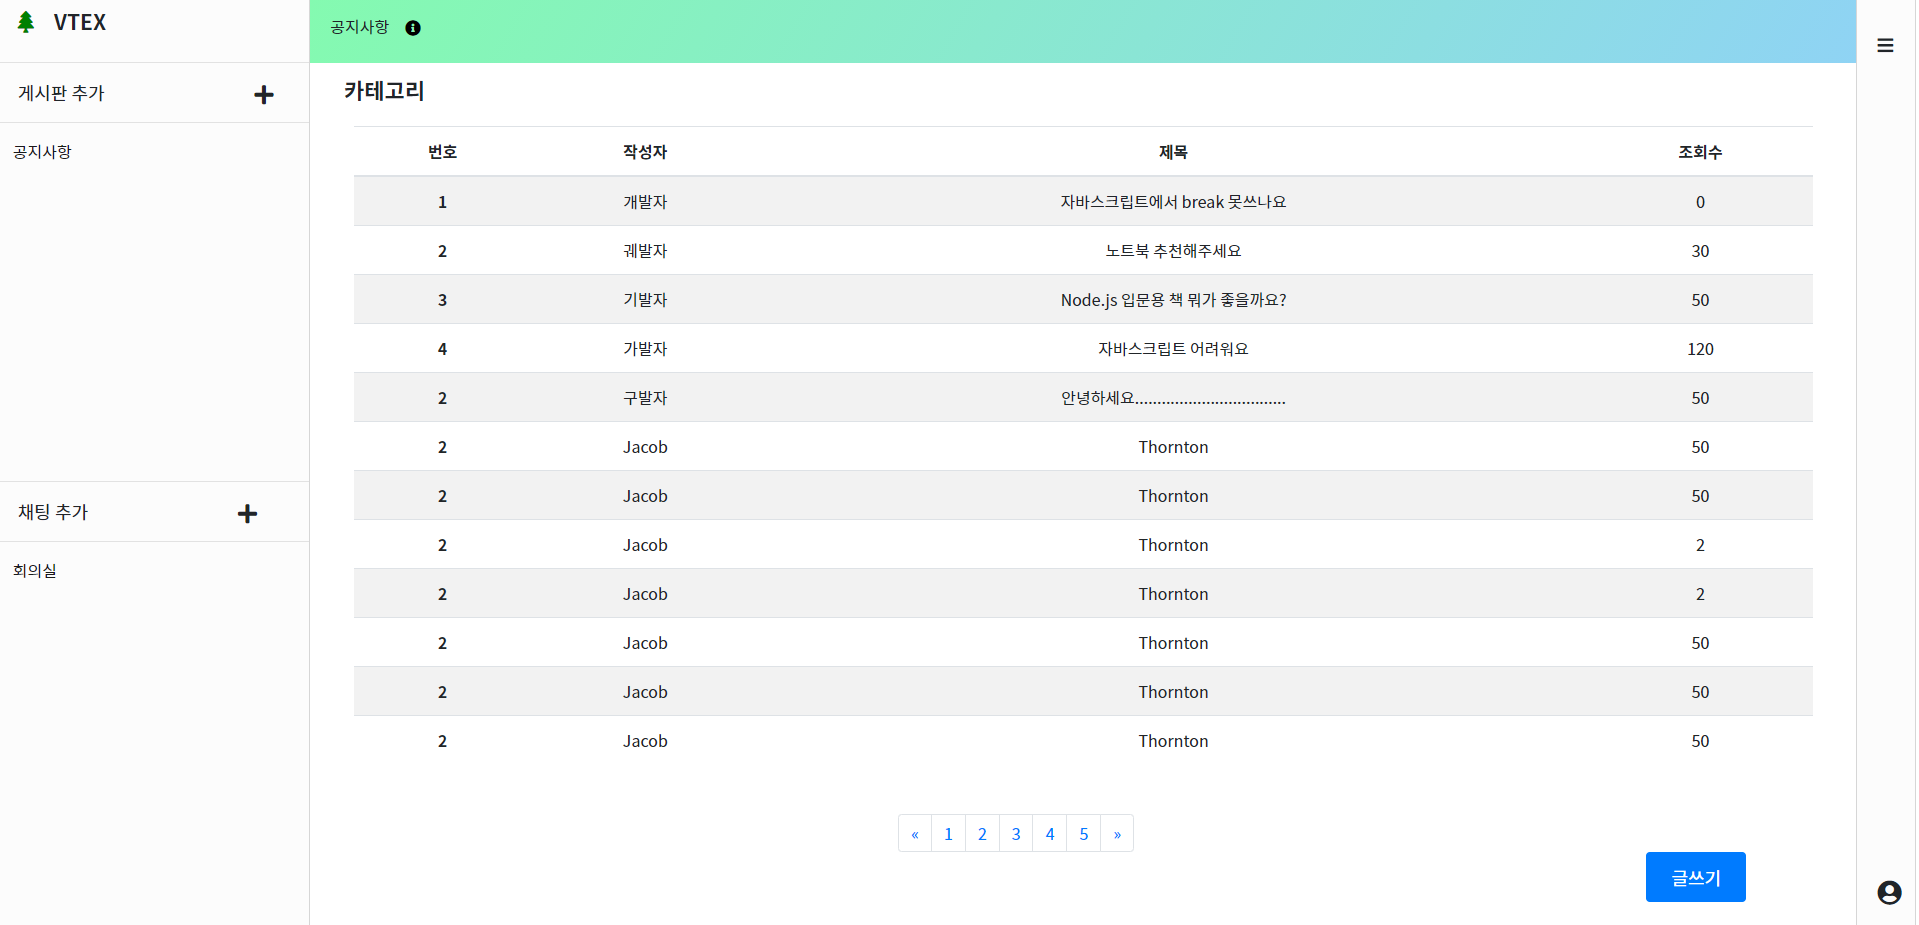 VTEX
게시판 추가
공지사항
채팅 추가
회의실
공지사항
카테고리
번호 작성자 제목 조회수
1 개발자 자바스크립트에서 break 못쓰나요 0
2 궤발자 노트북 추천해주세요 30
3 기발자 Node.js 입문용 책 뭐가 좋을까요? 50
4 가발자 자바스크립트 어려워요 120
2 구발자 안녕하세요.................................. 50
2 Jacob Thornton 50
2 Jacob Thornton 50
2 Jacob Thornton 2
2 Jacob Thornton 2
2 Jacob Thornton 50
2 Jacob Thornton 50
2 Jacob Thornton 50
« 1 2 3 4 5 »
글쓰기